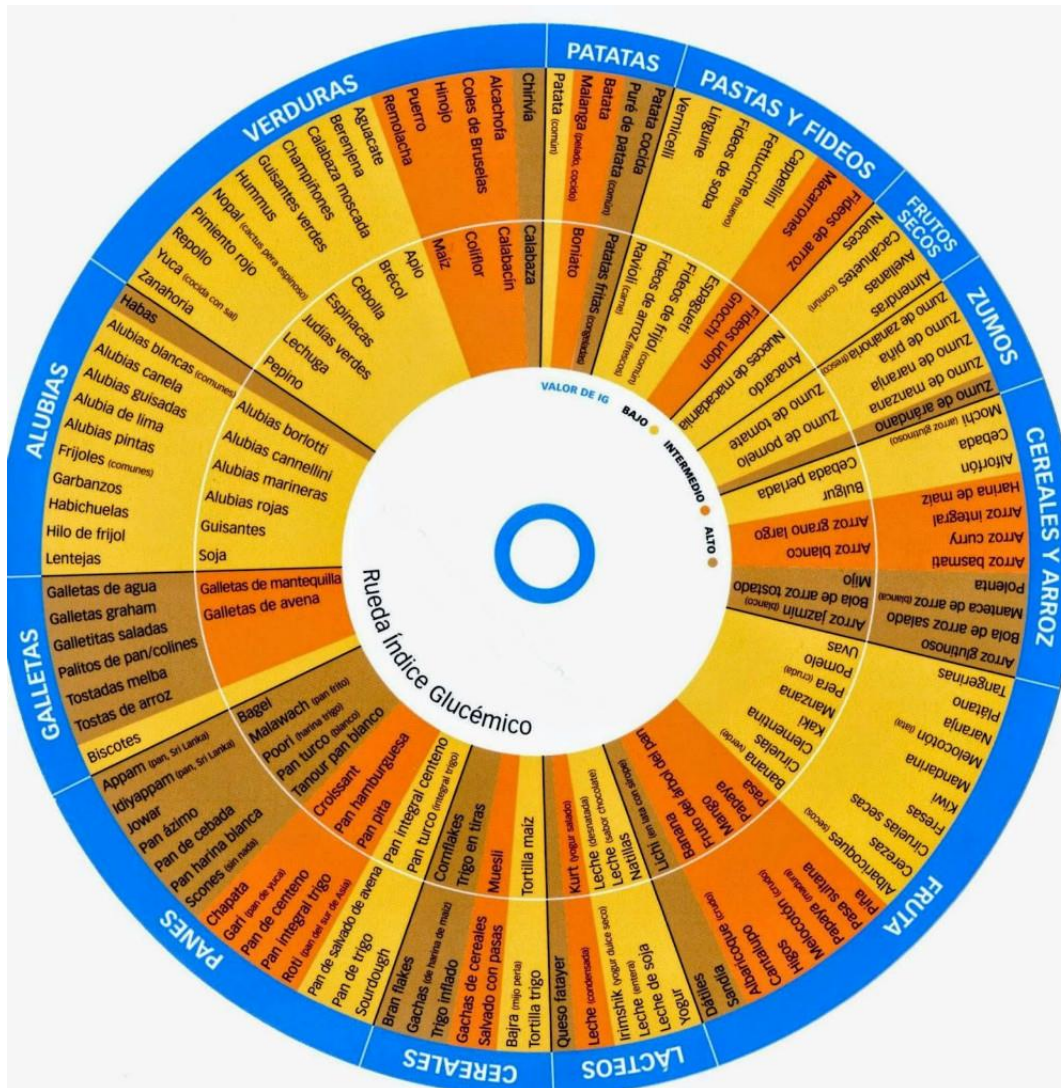 PATATAS
Patata (común)
Malanga (pelado, cocido)
Batata
Puré de patata (común)
Patata cocida
Boniato
Patatas fritas (congeladas)
PASTAS Y FIDEOS
Vermicelli
Linguine
Fideos de soba
Fettuccine (huevo)
Cappellini
Macarrones
Fideos de arroz
Ravioli (carne)
Fideos de arroz (frescos)
Fideos de frijol (comun)
Espagueti
Gnocchi
Fideos udon
FRUTOS SECOS
Nueces
Cacahuetes (comun)
Avellanas
Almendras
Nueces de macadamia
Anacardo
ZUMOS
Zumo de zanahoria (fresco)
Zumo de piña
Zumo de naranja
Zumo de manzana
Zumo de arándano
Zumo de tomate
Zumo de pomelo
CEREALES Y ARROZ
Mochi (arroz glutinoso)
Cebada
Alforfón
Harina de maíz
Arroz integral
Arroz curry
Arroz basmati
Polenta
Manteca de arroz (blanca)
Bola de arroz salado
Arroz glutinoso
Cebada perlada
Bulgur
Arroz grano largo
Arroz blanco
Mijo
Bola de arroz tostado
Arroz jazmín (blanco)
FRUTA
Tangerinas
Plátano
Naranja
Melocotón (lata)
Mandarina
Kiwi
Fresas
Ciruelas secas
Cerezas
Albaricoques (secos)
Piña
Pasa sultana
Papaya (madura)
Melocotón (crudo)
Higos
Cantalupo
Albaricoque (crudo)
Sandía
Dátiles
Uvas
Pomelo
Pera (cruda)
Manzana
Kaki
Clementina
Ciruelas
Banana (verde)
Pasa
Papaya
Mango
Fruto del árbol del pan
Banana
Lichi (en lata con sirope)
LÁCTEOS
Yogur
Leche de soja
Leche (entera)
Irimshik (yogur dulce seco)
Leche (condensada)
Queso fatayer
Natillas
Leche (sabor chocolate)
Leche (desnatada)
Kurt (yogur salado)
CEREALES
Tortilla trigo
Bajra (mijo perla)
Salvado con pasas
Gachas de cereales
Trigo inflado
Gachas (de harina de maíz)
Bran flakes
Tortilla maíz
Muesli
Trigo en tiras
Cornflakes
PANES
Sourdough
Pan de trigo
Pan de salvado de avena
Roti (pan del sur de Asia)
Pan integral trigo
Pan de centeno
Gari (pan de yuca)
Chapata
Scones (sin nada)
Pan harina blanca
Pan de cebada
Pan ázimo
Jowar
Idiyappam (pan, Sri Lanka)
Appam (pan, Sri Lanka)
Pan turco (integral trigo)
Pan integral centeno
Pan pita
Pan hamburguesa
Croissant
Tanour pan blanco
Pan turco (blanco)
Poori (harina trigo)
Malawach (pan frito)
Bagel
GALLETAS
Galletas de agua
Galletas graham
Galletitas saladas
Palitos de pan/colines
Tostadas melba
Tostas de arroz
Biscotes
Galletas de mantequilla
Galletas de avena
ALUBIAS
Habas
Alubias blancas (comunes)
Alubias canela
Alubias guisadas
Alubia de lima
Alubias pintas
Frijoles (comunes)
Garbanzos
Habichuelas
Hilo de frijol
Lentejas
Alubias borlotti
Alubias cannellini
Alubias marineras
Alubias rojas
Guisantes
Soja
VERDURAS
Zanahoria
Yuca (cocida con sal)
Repollo
Pimiento rojo
Nopal (cactus pera espinoso)
Hummus
Guisantes verdes
Champiñones
Calabaza moscada
Berenjena
Aguacate
Remolacha
Puerro
Hinojo
Coles de Bruselas
Alcachofa
Chirivía
Pepino
Lechuga
Judías verdes
Espinacas
Cebolla
Brécol
Apio
Maíz
Coliflor
Calabacín
Calabaza
VALOR DE IG
BAJO
INTERMEDIO
ALTO
Rueda Índice Glucémico